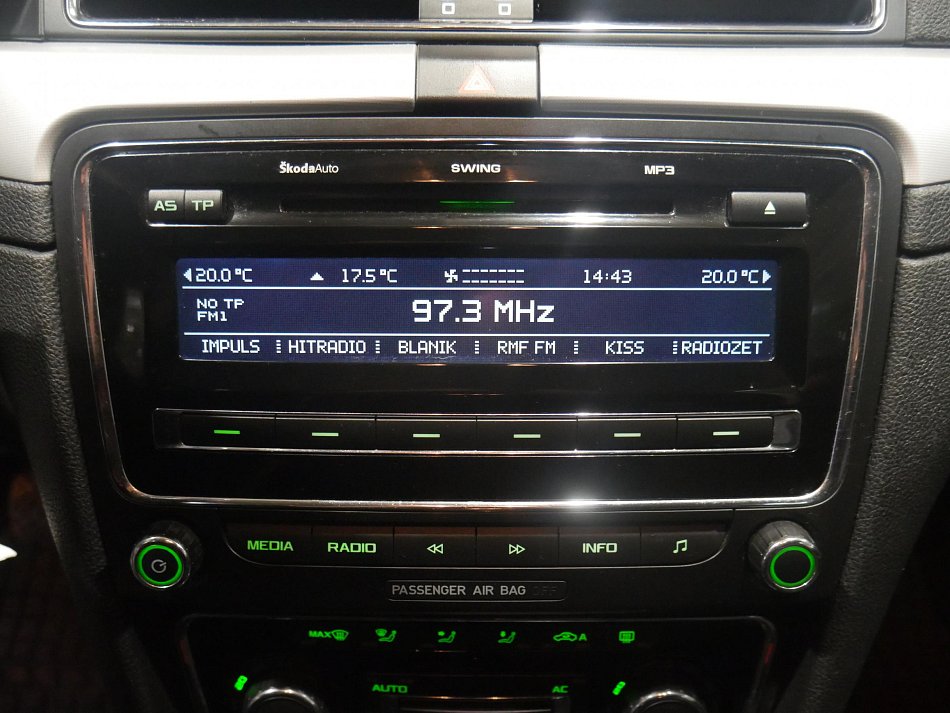 ŠkodaAuto SWING MP3
AS TP
20.0°C 17.5°C 14:43 20.0°C
NO TP
FM1
97.3 MHz
IMPULS HITRADIO BLANIK RMF FM KISS RADIOZET
MEDIA RADIO INFO
PASSENGER AIR BAG OFF
MAX A
AUTO AC